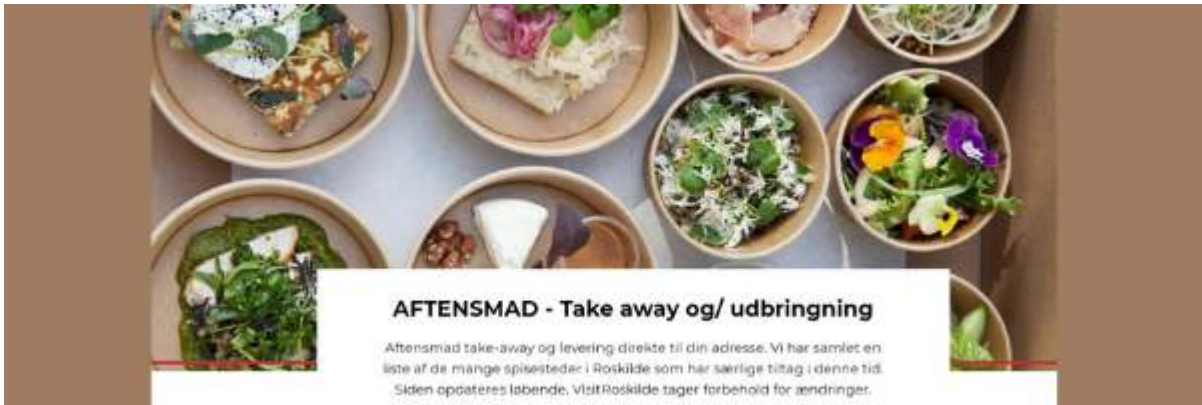 AFTENSMAD - Take away og/ udbringning
Aftensmad take-away og levering direkte til din adresse. Vi har samlet en
liste af de mange spisesteder i Roskilde som har særlige tiltag i denne tid.
Siden opdateres løbende. VisitRoskilde tager forbehold for ændringer.